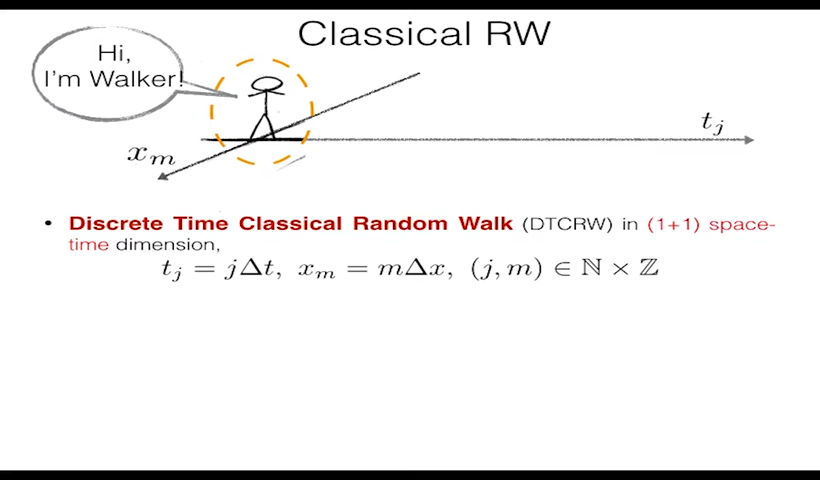 Classical RW
Hi,
I'm Walker!
t_j
x_m
• Discrete Time Classical Random Walk (DTCRW) in (1+1) space-
time dimension,
t_j = jΔt, x_m = mΔx, (j, m) ∈ ℕ × ℤ